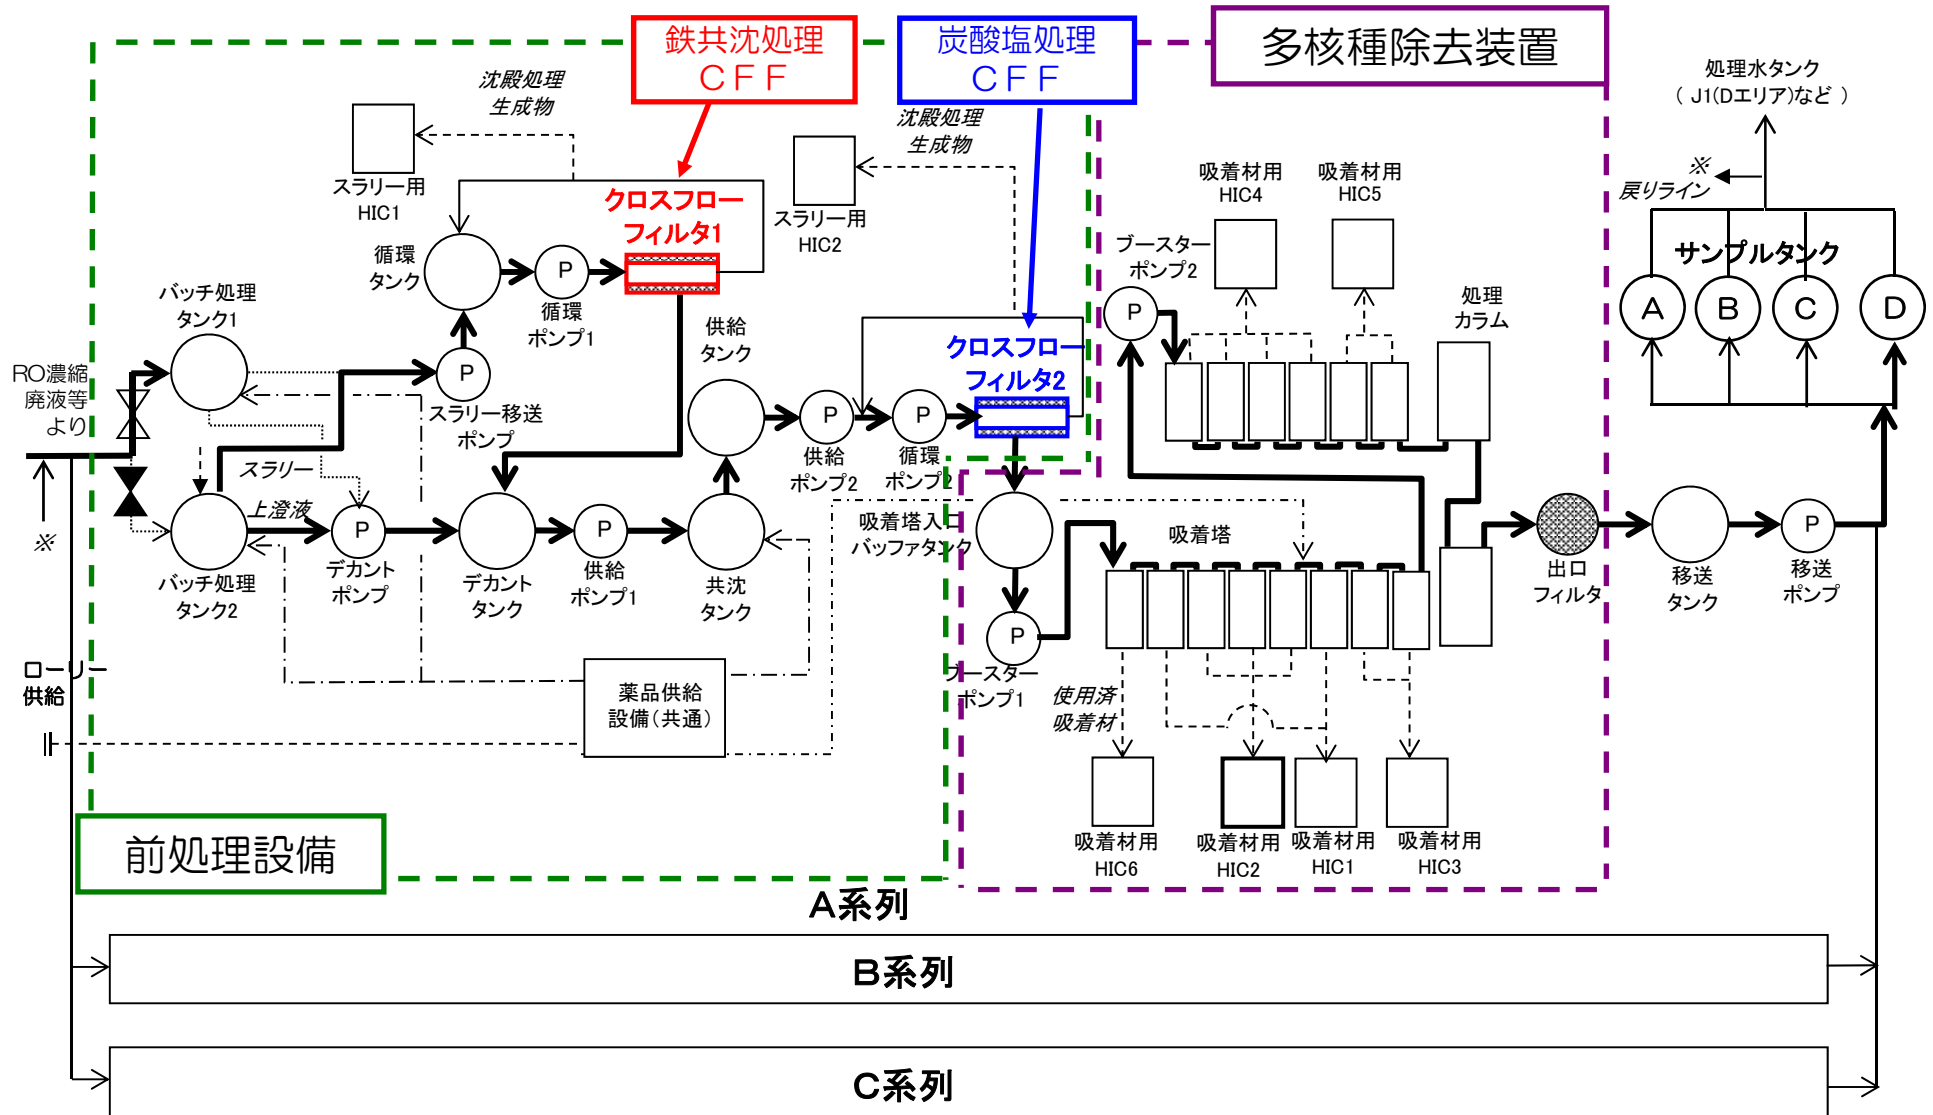 鉄共沈処理
ＣＦＦ
炭酸塩処理
ＣＦＦ
多核種除去装置
処理水タンク
（ J1(Dエリア)など ）
沈殿処理
生成物
沈殿処理
生成物
※
戻りライン
スラリー用
HIC1
クロスフロー
フィルタ1
スラリー用
HIC2
吸着材用
HIC4
吸着材用
HIC5
ブースター
ポンプ2
P
サンプルタンク
A
B
C
D
循環
タンク
P
循環
ポンプ1
バッチ処理
タンク1
供給
タンク
処理
カラム
クロスフロー
フィルタ2
RO濃縮
廃液等
より
P
スラリー移送
ポンプ
P
供給
ポンプ2
P
循環
ポンプ2
スラリー
上澄液
※
バッチ処理
タンク2
P
デカント
ポンプ
デカント
タンク
P
供給
ポンプ1
共沈
タンク
吸着塔入口
バッファタンク
吸着塔
出口
フィルタ
移送
タンク
P
移送
ポンプ
P
ブースター
ポンプ1
ローリー
供給
薬品供給
設備（共通）
使用済
吸着材
吸着材用
HIC6
吸着材用
HIC2
吸着材用
HIC1
吸着材用
HIC3
前処理設備
A系列
B系列
C系列